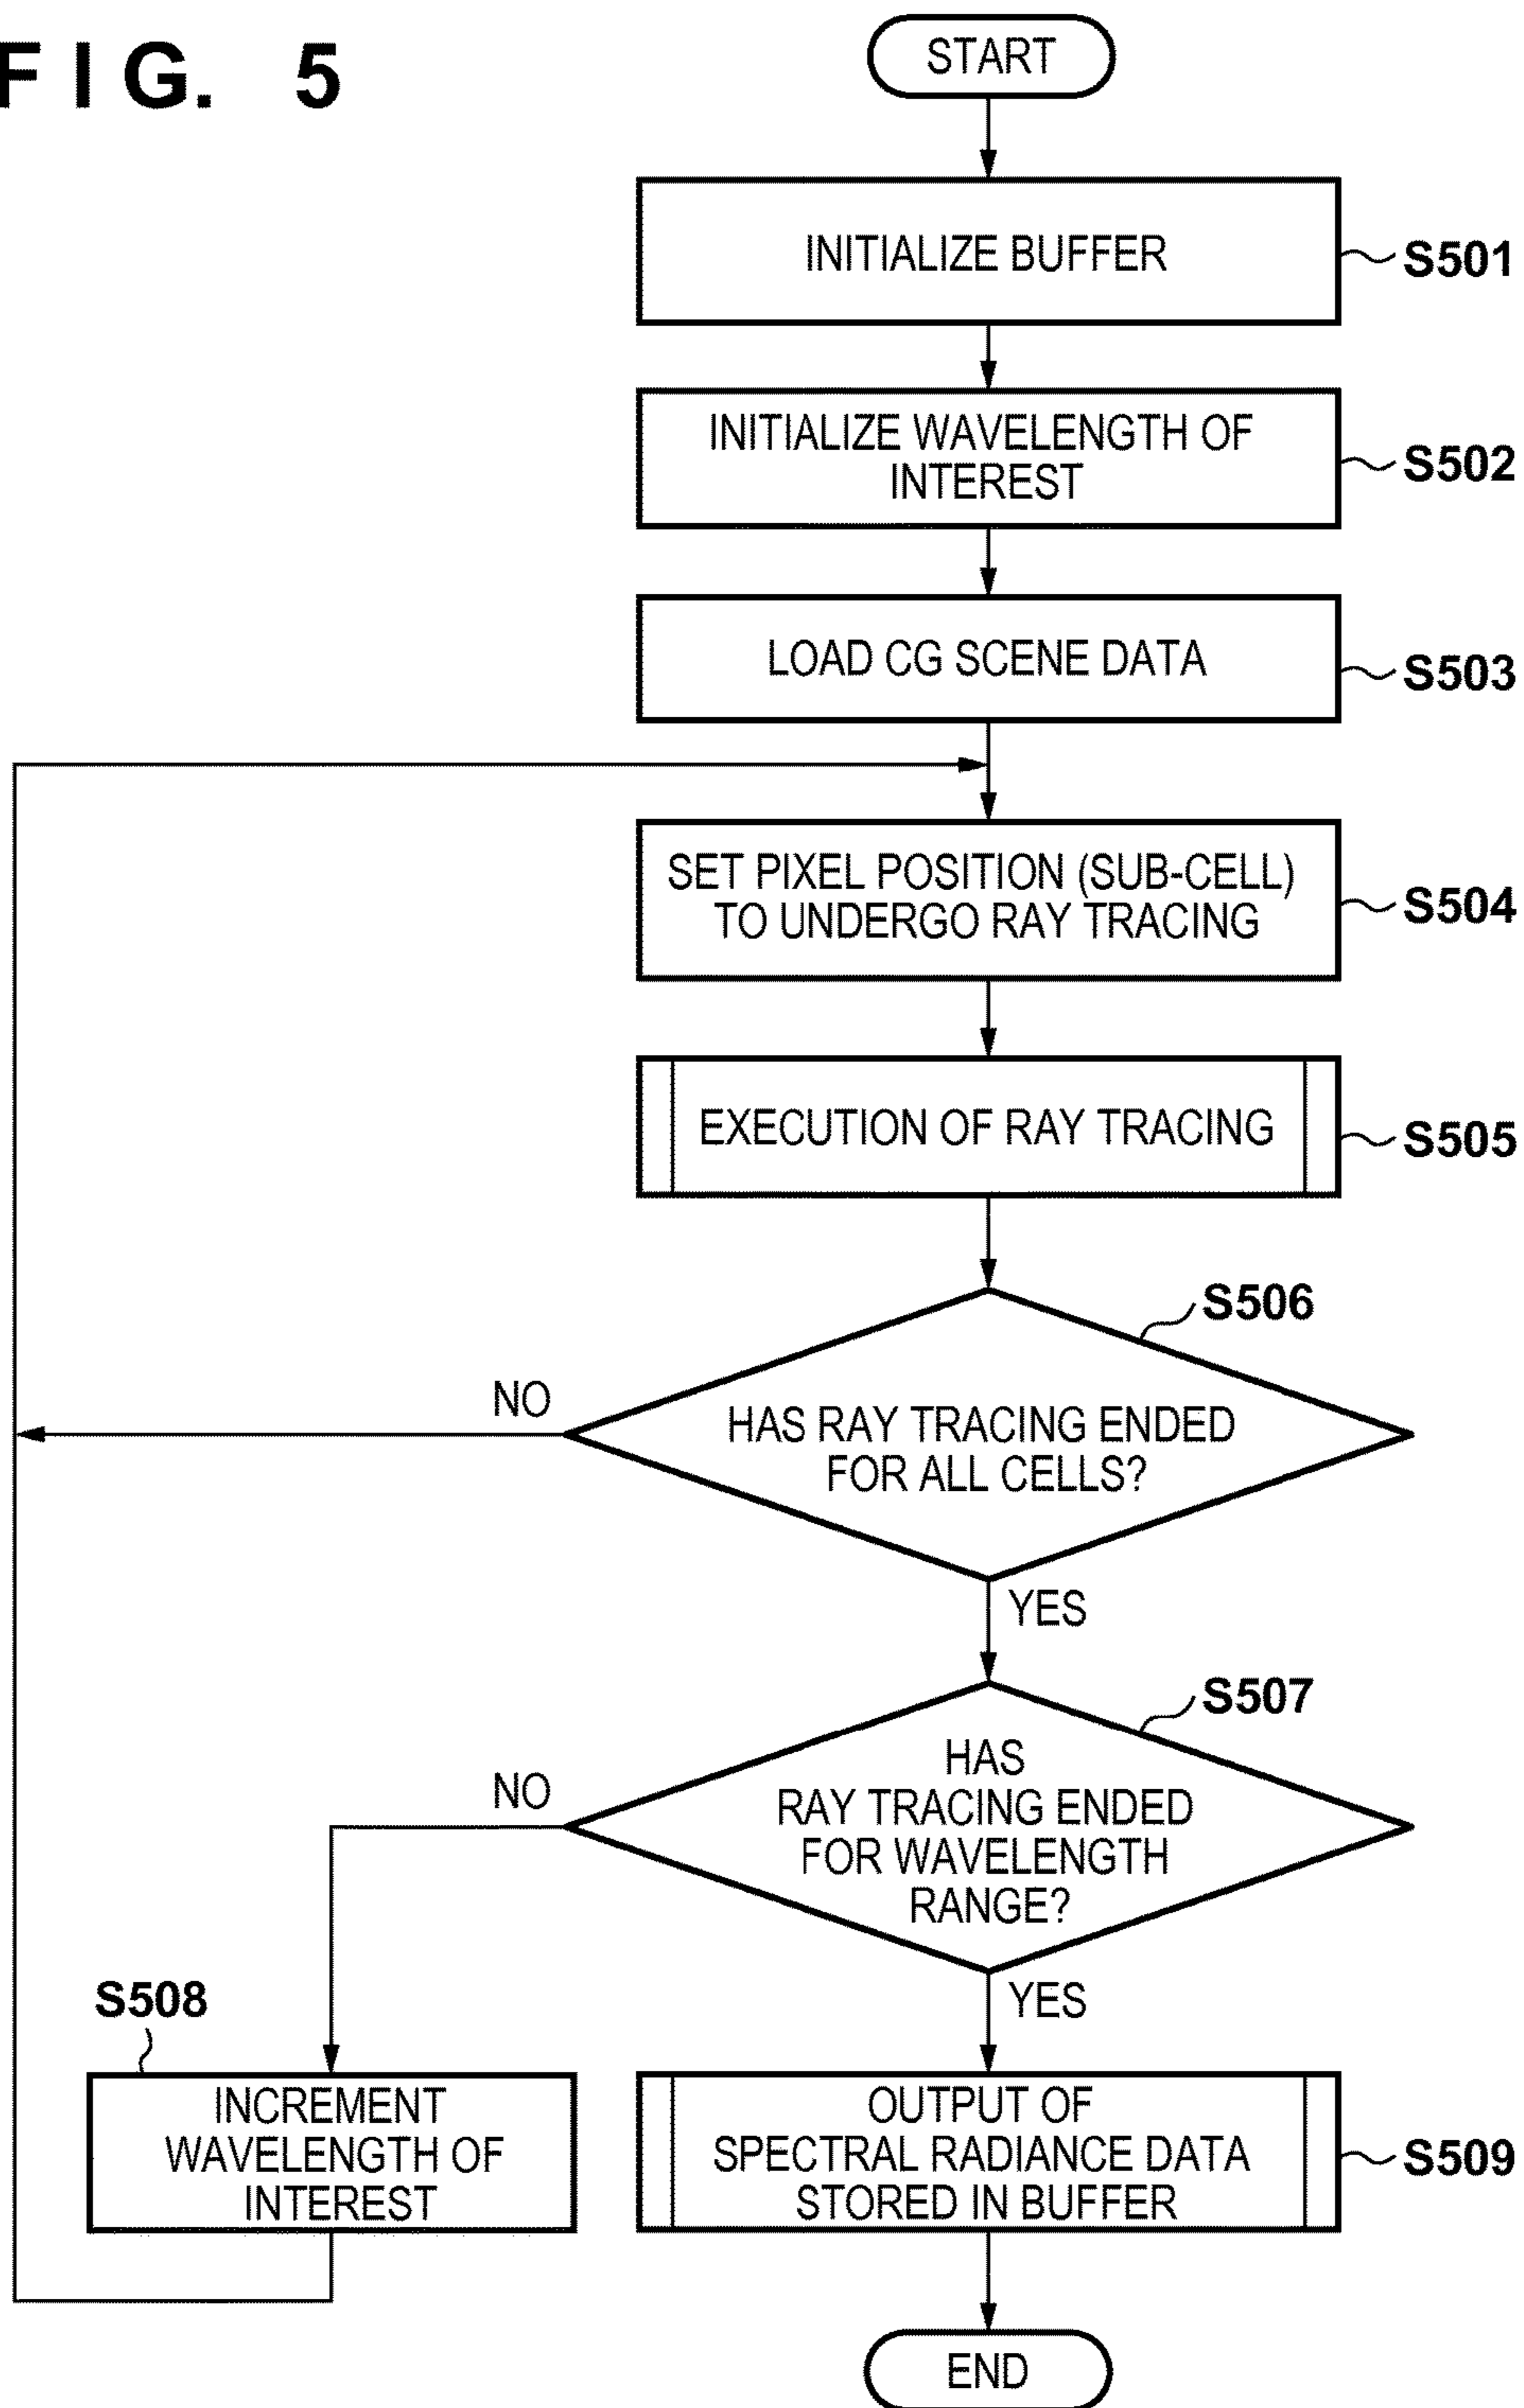 FIG. 5
START
INITIALIZE BUFFER
S501
INITIALIZE WAVELENGTH OF
INTEREST
S502
LOAD CG SCENE DATA
S503
SET PIXEL POSITION (SUB-CELL)
TO UNDERGO RAY TRACING
S504
EXECUTION OF RAY TRACING
S505
S506
NO
HAS RAY TRACING ENDED
FOR ALL CELLS?
YES
S507
NO
HAS
RAY TRACING ENDED
FOR WAVELENGTH
RANGE?
YES
S508
INCREMENT
WAVELENGTH OF
INTEREST
OUTPUT OF
SPECTRAL RADIANCE DATA
STORED IN BUFFER
S509
END